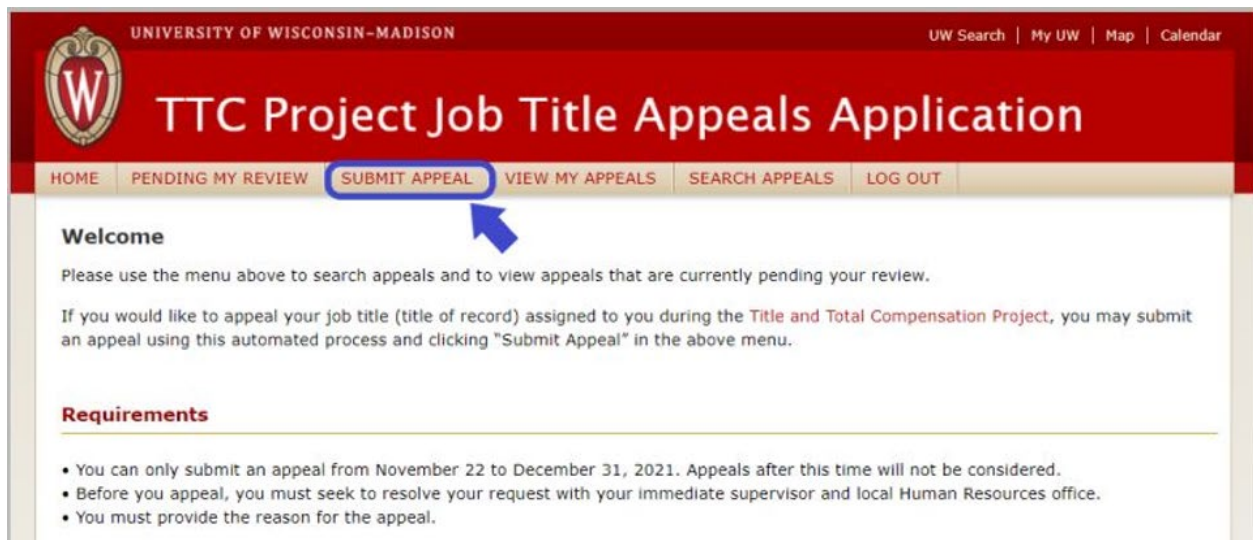 UNIVERSITY OF WISCONSIN–MADISON
UW Search | My UW | Map | Calendar
W
TTC Project Job Title Appeals Application
HOME PENDING MY REVIEW SUBMIT APPEAL VIEW MY APPEALS SEARCH APPEALS LOG OUT
Welcome
Please use the menu above to search appeals and to view appeals that are currently pending your review.
If you would like to appeal your job title (title of record) assigned to you during the Title and Total Compensation Project, you may submit
an appeal using this automated process and clicking “Submit Appeal” in the above menu.
Requirements
• You can only submit an appeal from November 22 to December 31, 2021. Appeals after this time will not be considered.
• Before you appeal, you must seek to resolve your request with your immediate supervisor and local Human Resources office.
• You must provide the reason for the appeal.